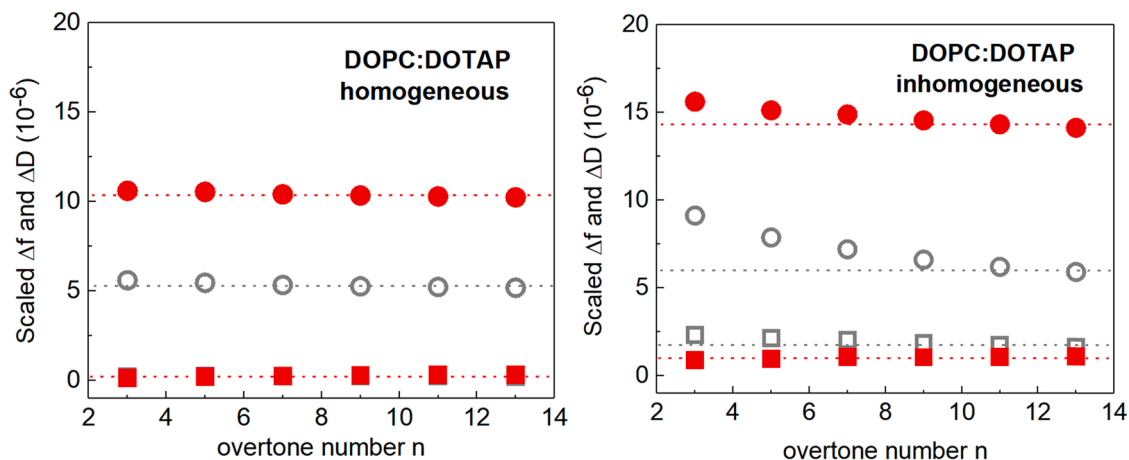 20
15
10
5
0
Scaled Δf and ΔD (10⁻⁶)
DOPC:DOTAP
homogeneous
2 4 6 8 10 12 14
overtone number n
20
15
10
5
0
Scaled Δf and ΔD (10⁻⁶)
DOPC:DOTAP
inhomogeneous
2 4 6 8 10 12 14
overtone number n